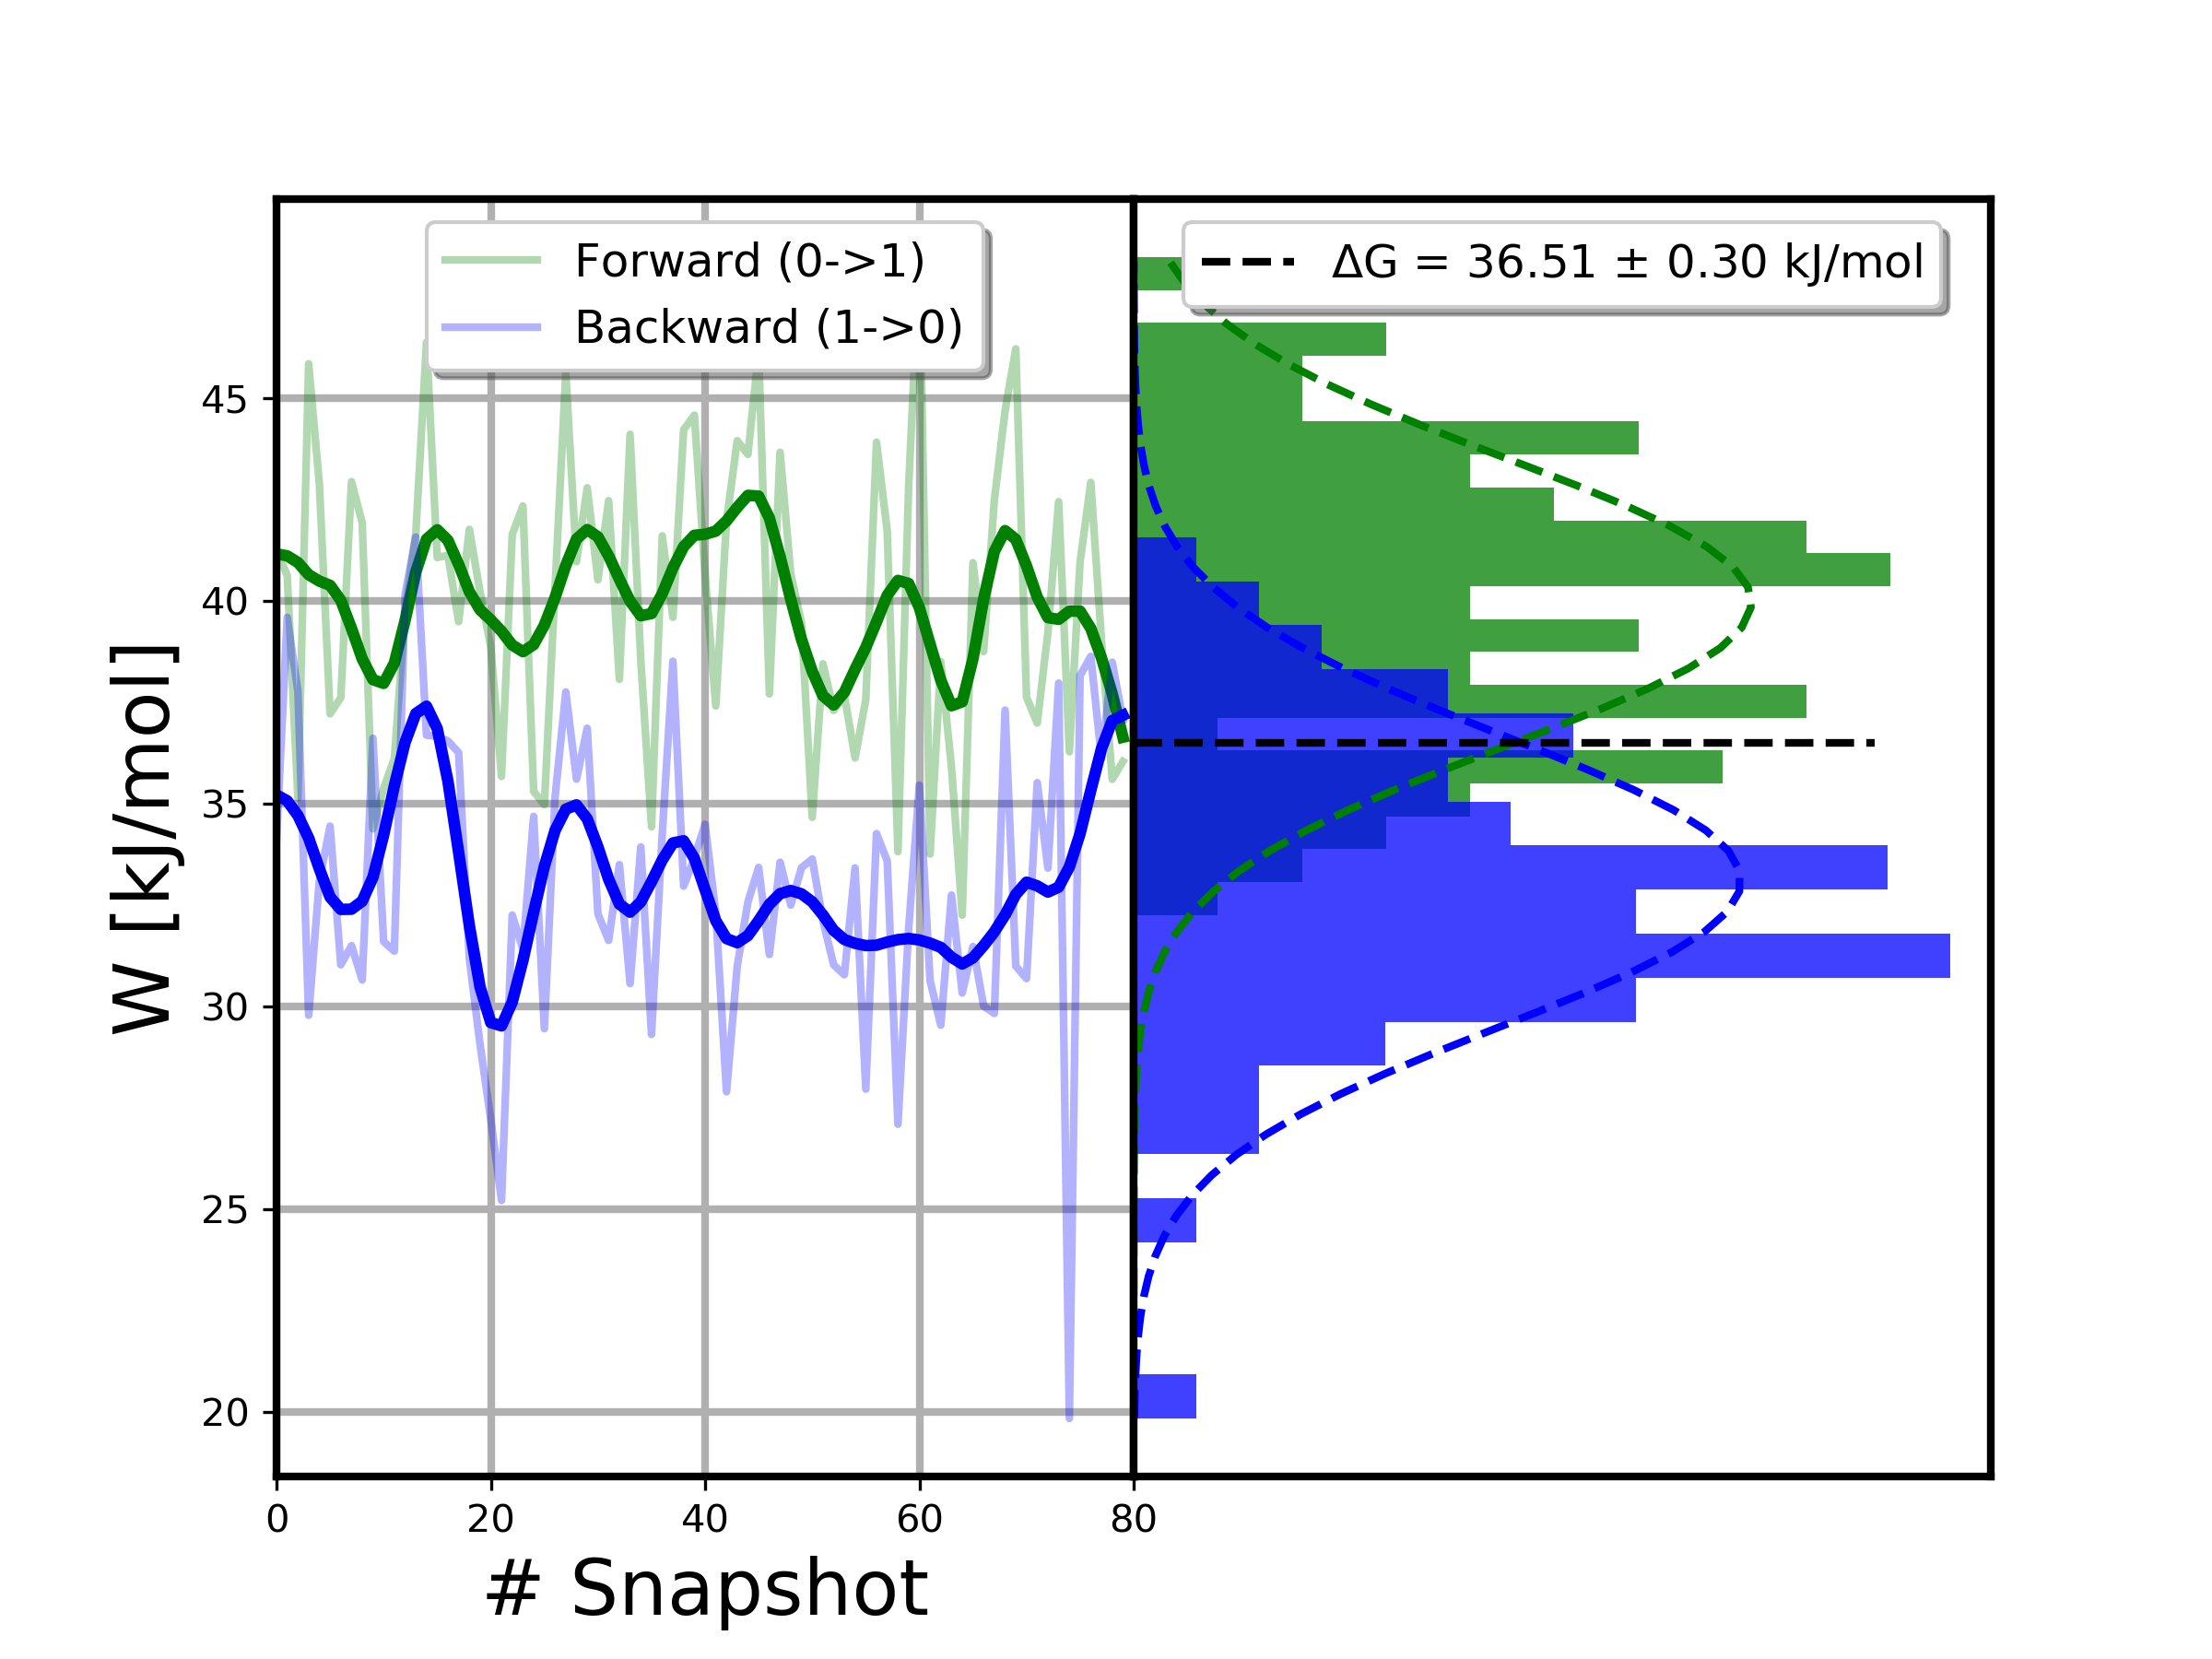 Forward (0->1)
Backward (1->0)
ΔG = 36.51 ± 0.30 kJ/mol
W [kJ/mol]
45
40
35
30
25
20
0 20 40 60 80
# Snapshot